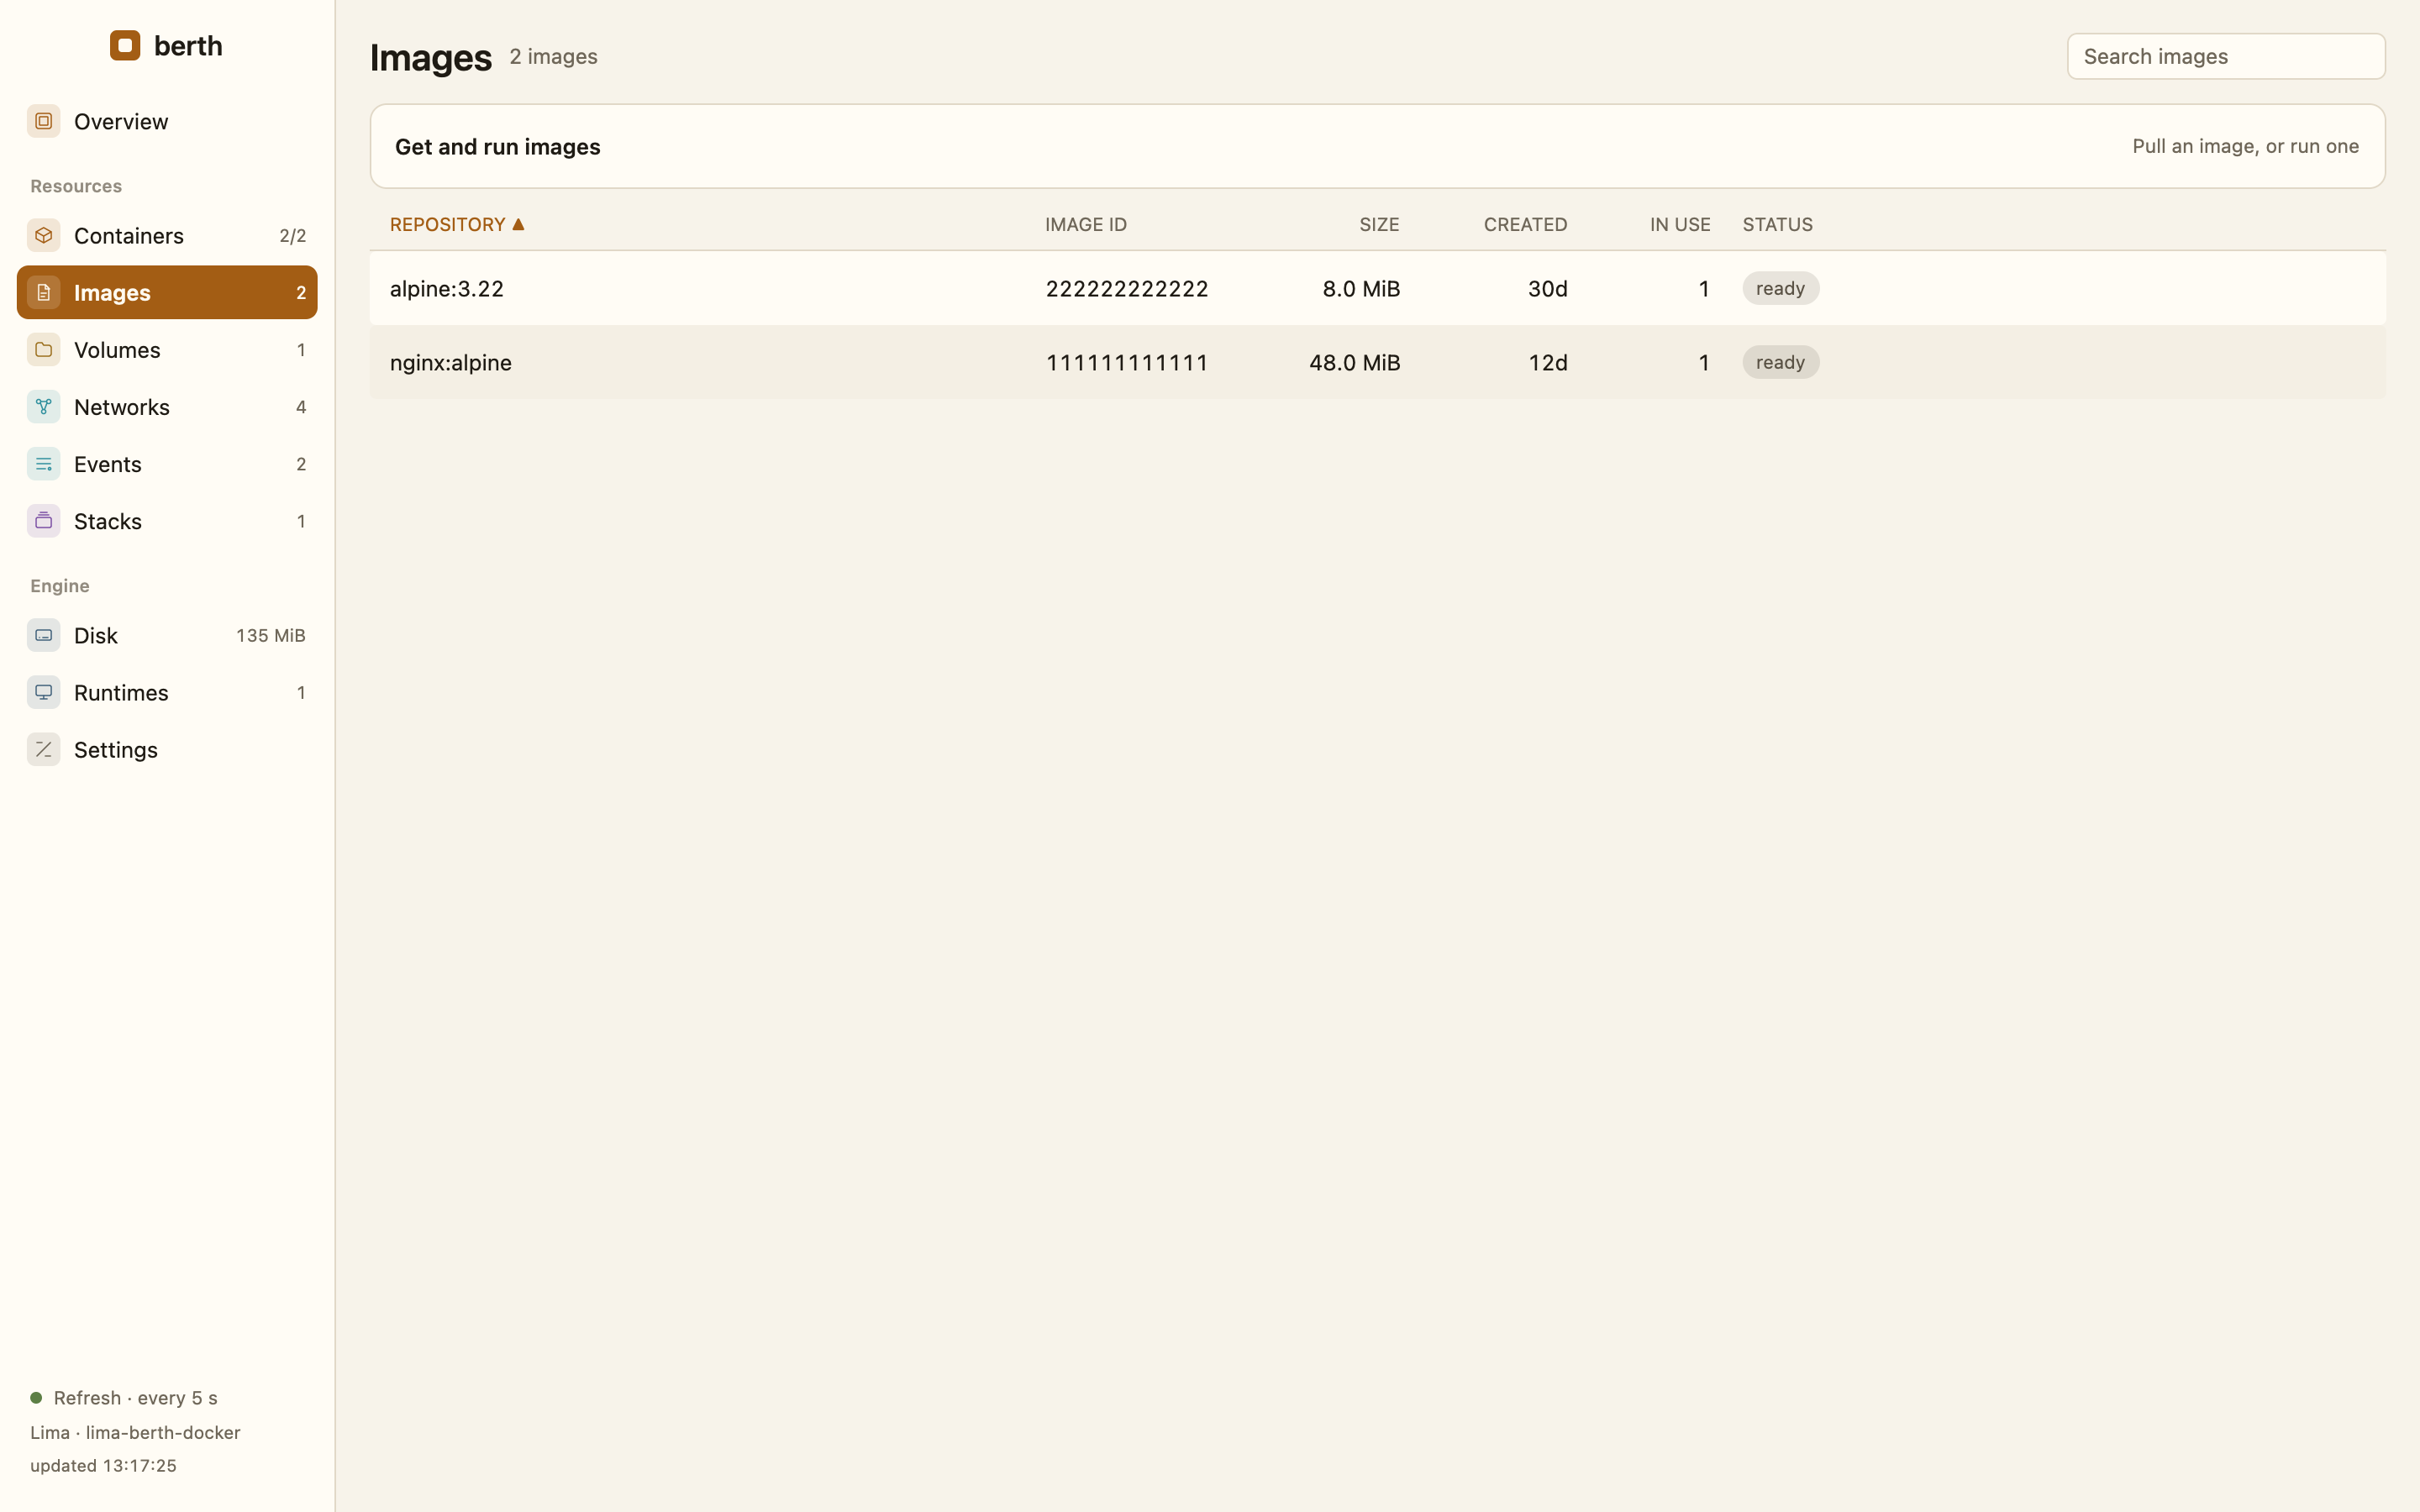 berth
Overview
Resources
Containers 2/2
Images 2
Volumes 1
Networks 4
Events 2
Stacks 1
Engine
Disk 135 MiB
Runtimes 1
Settings
Refresh · every 5 s
Lima · lima-berth-docker
updated 13:17:25
Images 2 images
Search images
Get and run images Pull an image, or run one
REPOSITORY ▲ IMAGE ID SIZE CREATED IN USE STATUS
alpine:3.22 222222222222 8.0 MiB 30d 1 ready
nginx:alpine 111111111111 48.0 MiB 12d 1 ready